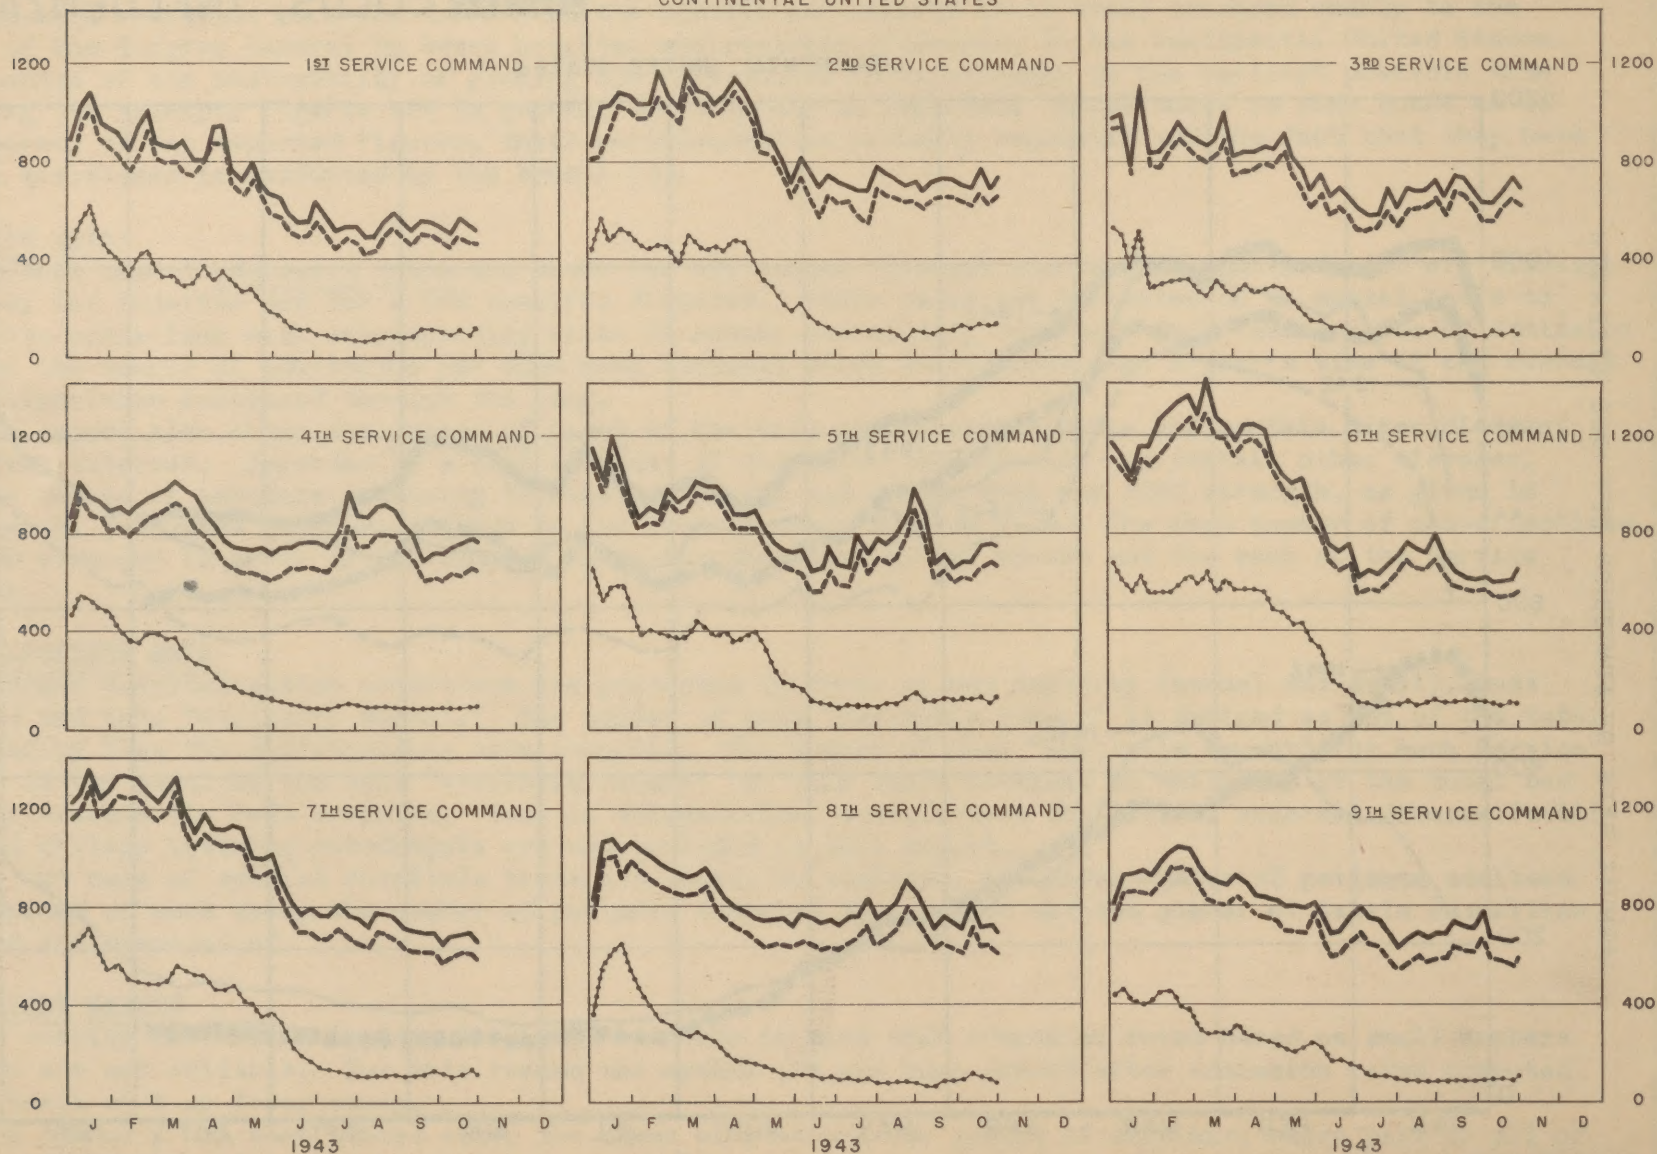 CONTINENTAL UNITED STATES
1ST SERVICE COMMAND
2ND SERVICE COMMAND
3RD SERVICE COMMAND
1200
800
400
0
1200
800
400
0
4TH SERVICE COMMAND
5TH SERVICE COMMAND
6TH SERVICE COMMAND
1200
800
400
0
1200
800
400
0
7TH SERVICE COMMAND
8TH SERVICE COMMAND
9TH SERVICE COMMAND
1200
800
400
0
1200
800
400
0
J F M A M J J A S O N D
J F M A M J J A S O N D
J F M A M J J A S O N D
1943
1943
1943